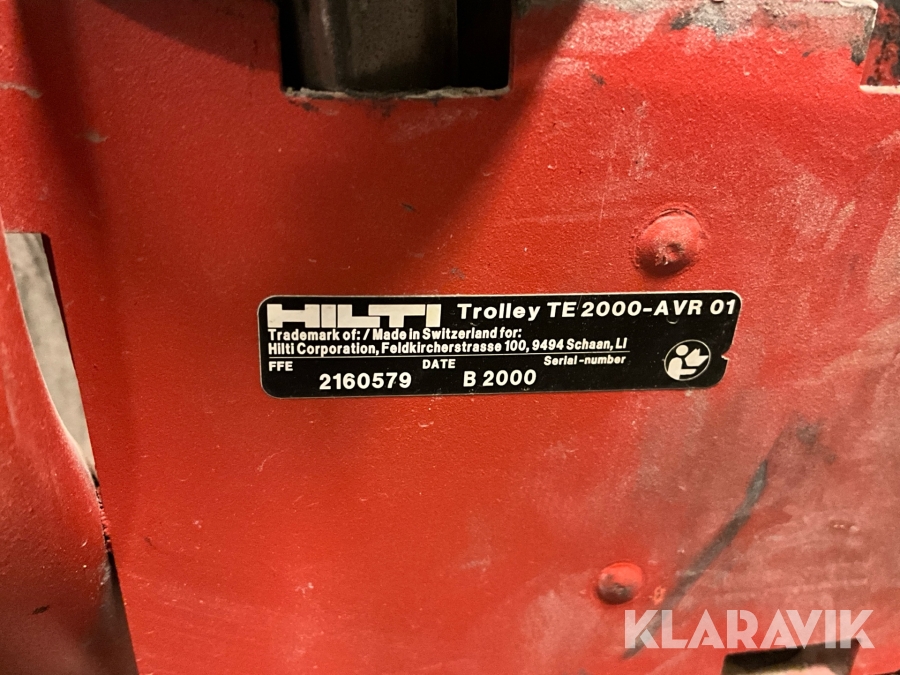 HILTI Trolley TE 2000-AVR 01
Trademark of: / Made in Switzerland for:
Hilti Corporation, Feldkircherstrasse 100, 9494 Schaan, LI
FFE DATE Serial-number
2160579 B 2000
KLARAVIK